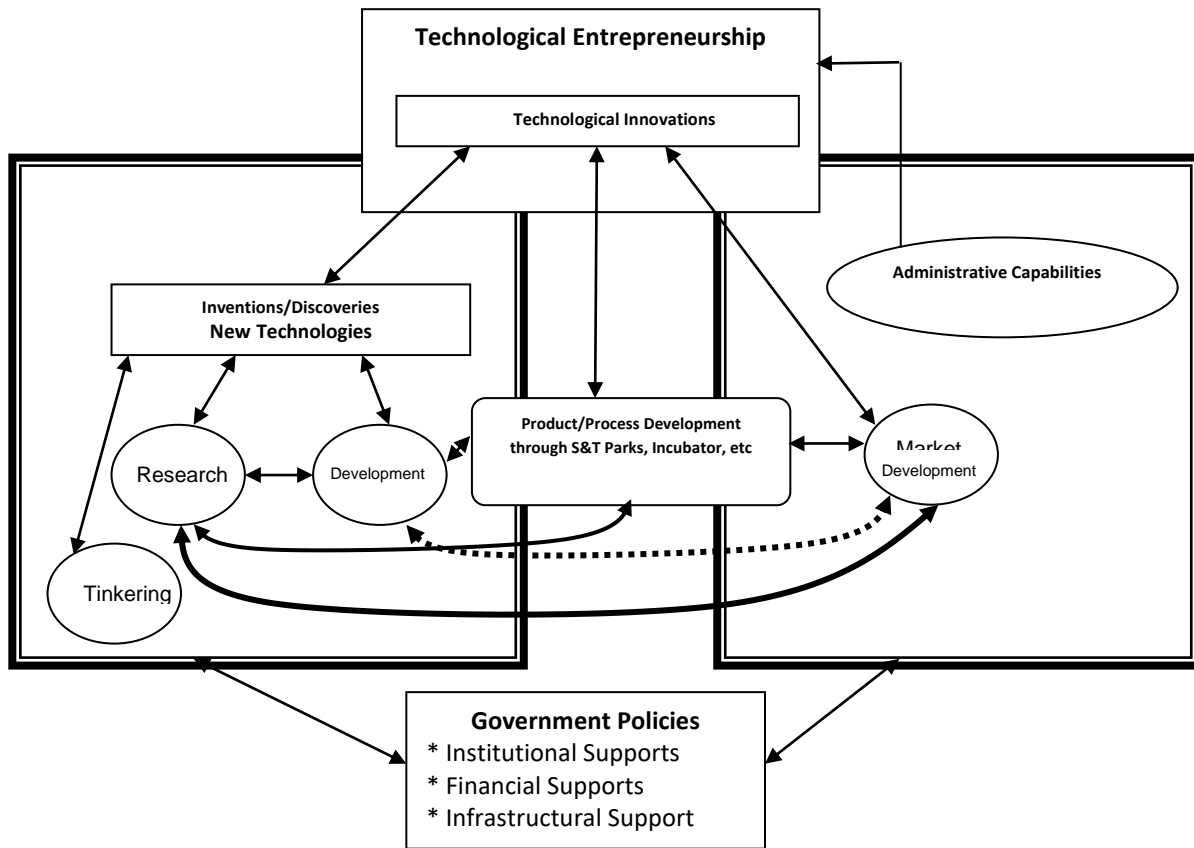 Technological Entrepreneurship
Technological Innovations
Administrative Capabilities
Inventions/Discoveries
New Technologies
Product/Process Development
through S&T Parks, Incubator, etc
Research
Development
Market
Development
Tinkering
Government Policies
* Institutional Supports
* Financial Supports
* Infrastructural Support